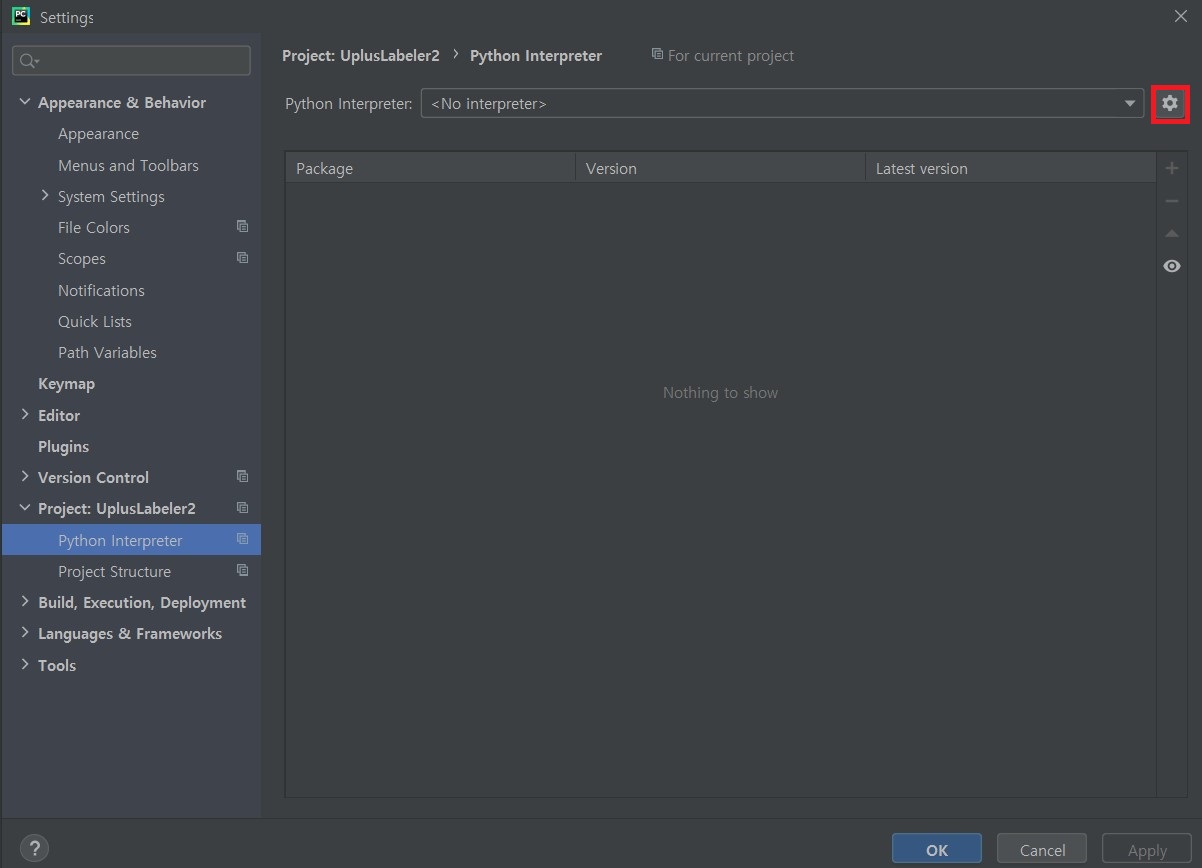 Settings
Project: UplusLabeler2 › Python Interpreter For current project
Python Interpreter: <No interpreter>
Package Version Latest version
Nothing to show
Appearance & Behavior
Appearance
Menus and Toolbars
System Settings
File Colors
Scopes
Notifications
Quick Lists
Path Variables
Keymap
Editor
Plugins
Version Control
Project: UplusLabeler2
Python Interpreter
Project Structure
Build, Execution, Deployment
Languages & Frameworks
Tools
?
OK Cancel Apply